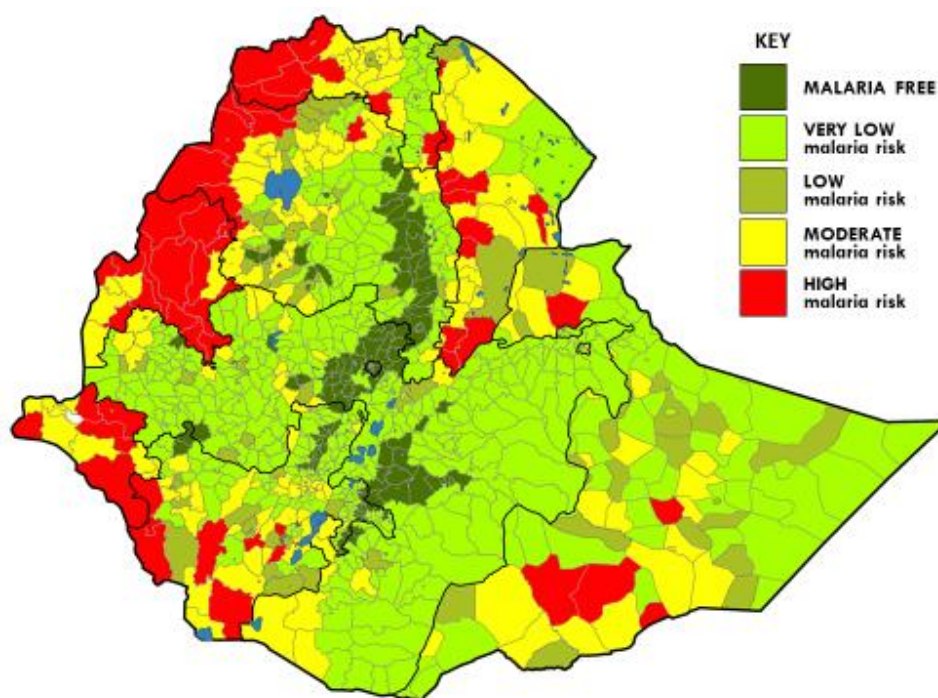 KEY
MALARIA FREE
VERY LOW
malaria risk
LOW
malaria risk
MODERATE
malaria risk
HIGH
malaria risk